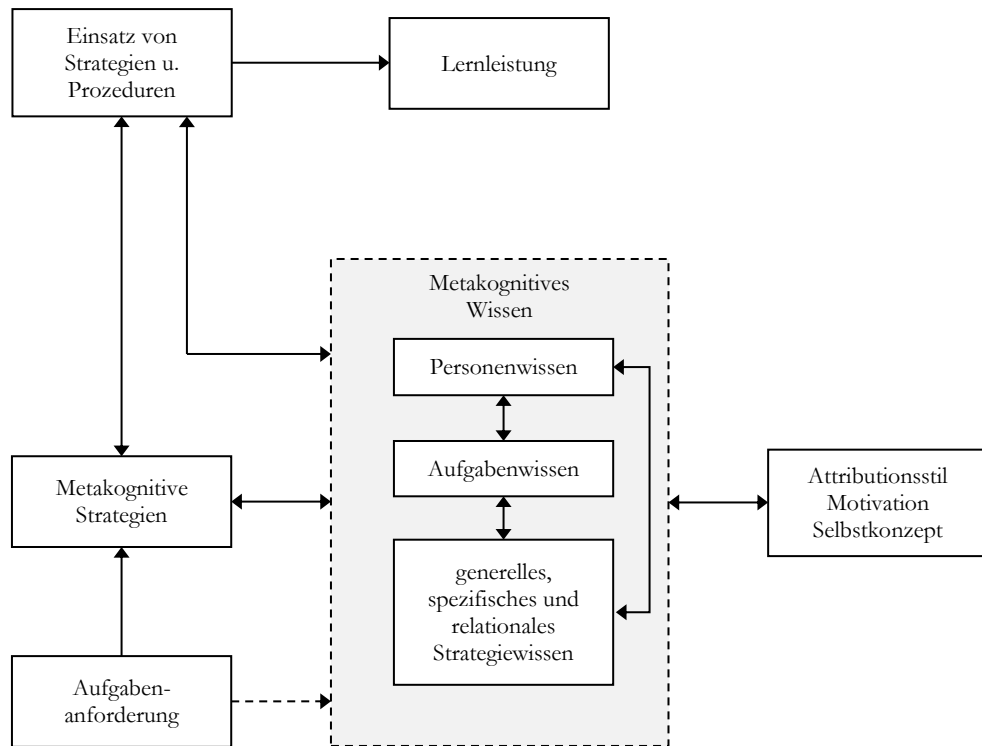 Einsatz von
Strategien u.
Prozeduren
Lernleistung
Metakognitives
Wissen
Personenwissen
Aufgabenwissen
generelles,
spezifisches und
relationales
Strategiewissen
Metakognitive
Strategien
Attributionsstil
Motivation
Selbstkonzept
Aufgaben-
anforderung